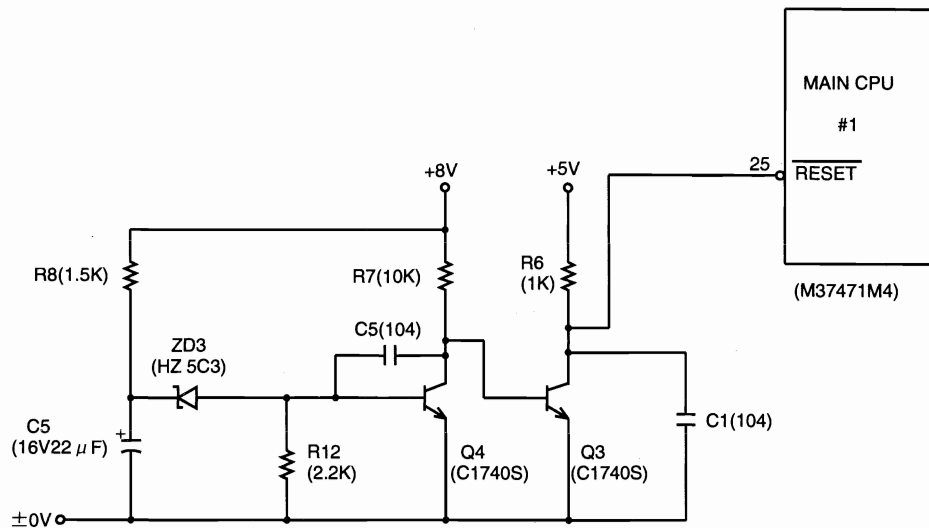 MAIN CPU
#1
25
RESET
(M37471M4)
+8V
+5V
R8(1.5K)
R7(10K)
R6
(1K)
C5(104)
ZD3
(HZ 5C3)
C5
(16V22 μF)
+
R12
(2.2K)
Q4
(C1740S)
Q3
(C1740S)
C1(104)
±0V